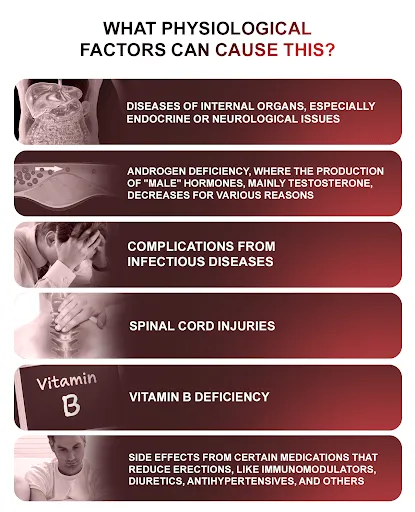 WHAT PHYSIOLOGICAL
FACTORS CAN CAUSE THIS?
DISEASES OF INTERNAL ORGANS, ESPECIALLY
ENDOCRINE OR NEUROLOGICAL ISSUES
ANDROGEN DEFICIENCY, WHERE THE PRODUCTION
OF "MALE" HORMONES, MAINLY TESTOSTERONE,
DECREASES FOR VARIOUS REASONS
COMPLICATIONS FROM
INFECTIOUS DISEASES
SPINAL CORD INJURIES
Vitamin
B
VITAMIN B DEFICIENCY
SIDE EFFECTS FROM CERTAIN MEDICATIONS THAT
REDUCE ERECTIONS, LIKE IMMUNOMODULATORS,
DIURETICS, ANTIHYPERTENSIVES, AND OTHERS